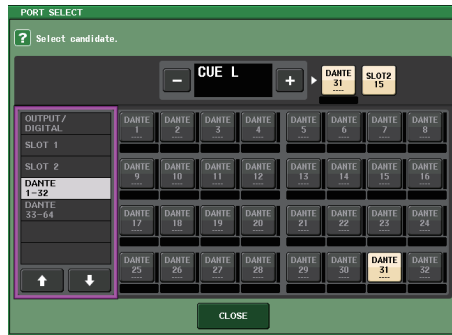 PORT SELECT
? Select candidate.
− CUE L + DANTE 31 ---- SLOT2 15
OUTPUT/
DIGITAL
SLOT 1
SLOT 2
DANTE
1-32
DANTE
33-64
DANTE 1 ---- DANTE 2 ---- DANTE 3 ---- DANTE 4 ---- DANTE 5 ---- DANTE 6 ---- DANTE 7 ---- DANTE 8 ----
DANTE 9 ---- DANTE 10 ---- DANTE 11 ---- DANTE 12 ---- DANTE 13 ---- DANTE 14 ---- DANTE 15 ---- DANTE 16 ----
DANTE 17 ---- DANTE 18 ---- DANTE 19 ---- DANTE 20 ---- DANTE 21 ---- DANTE 22 ---- DANTE 23 ---- DANTE 24 ----
DANTE 25 ---- DANTE 26 ---- DANTE 27 ---- DANTE 28 ---- DANTE 29 ---- DANTE 30 ---- DANTE 31 ---- DANTE 32 ----
CLOSE